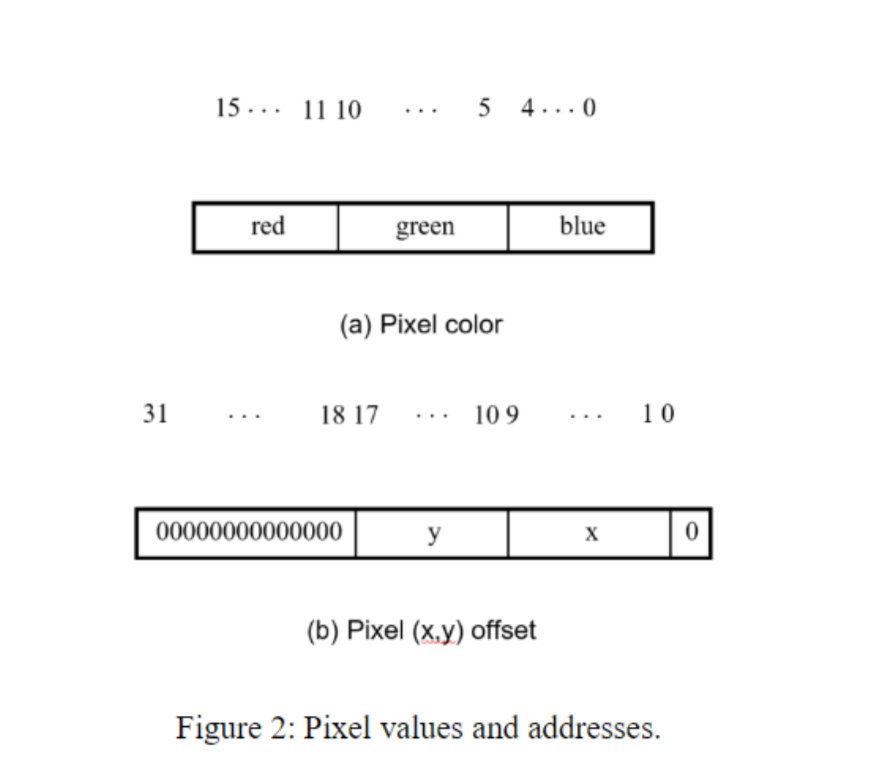 15 · · · 11 10 · · · 5 4 · · · 0
red green blue
(a) Pixel color
31 · · · 18 17 · · · 10 9 · · · 1 0
00000000000000 y x 0
(b) Pixel (x,y) offset
Figure 2: Pixel values and addresses.